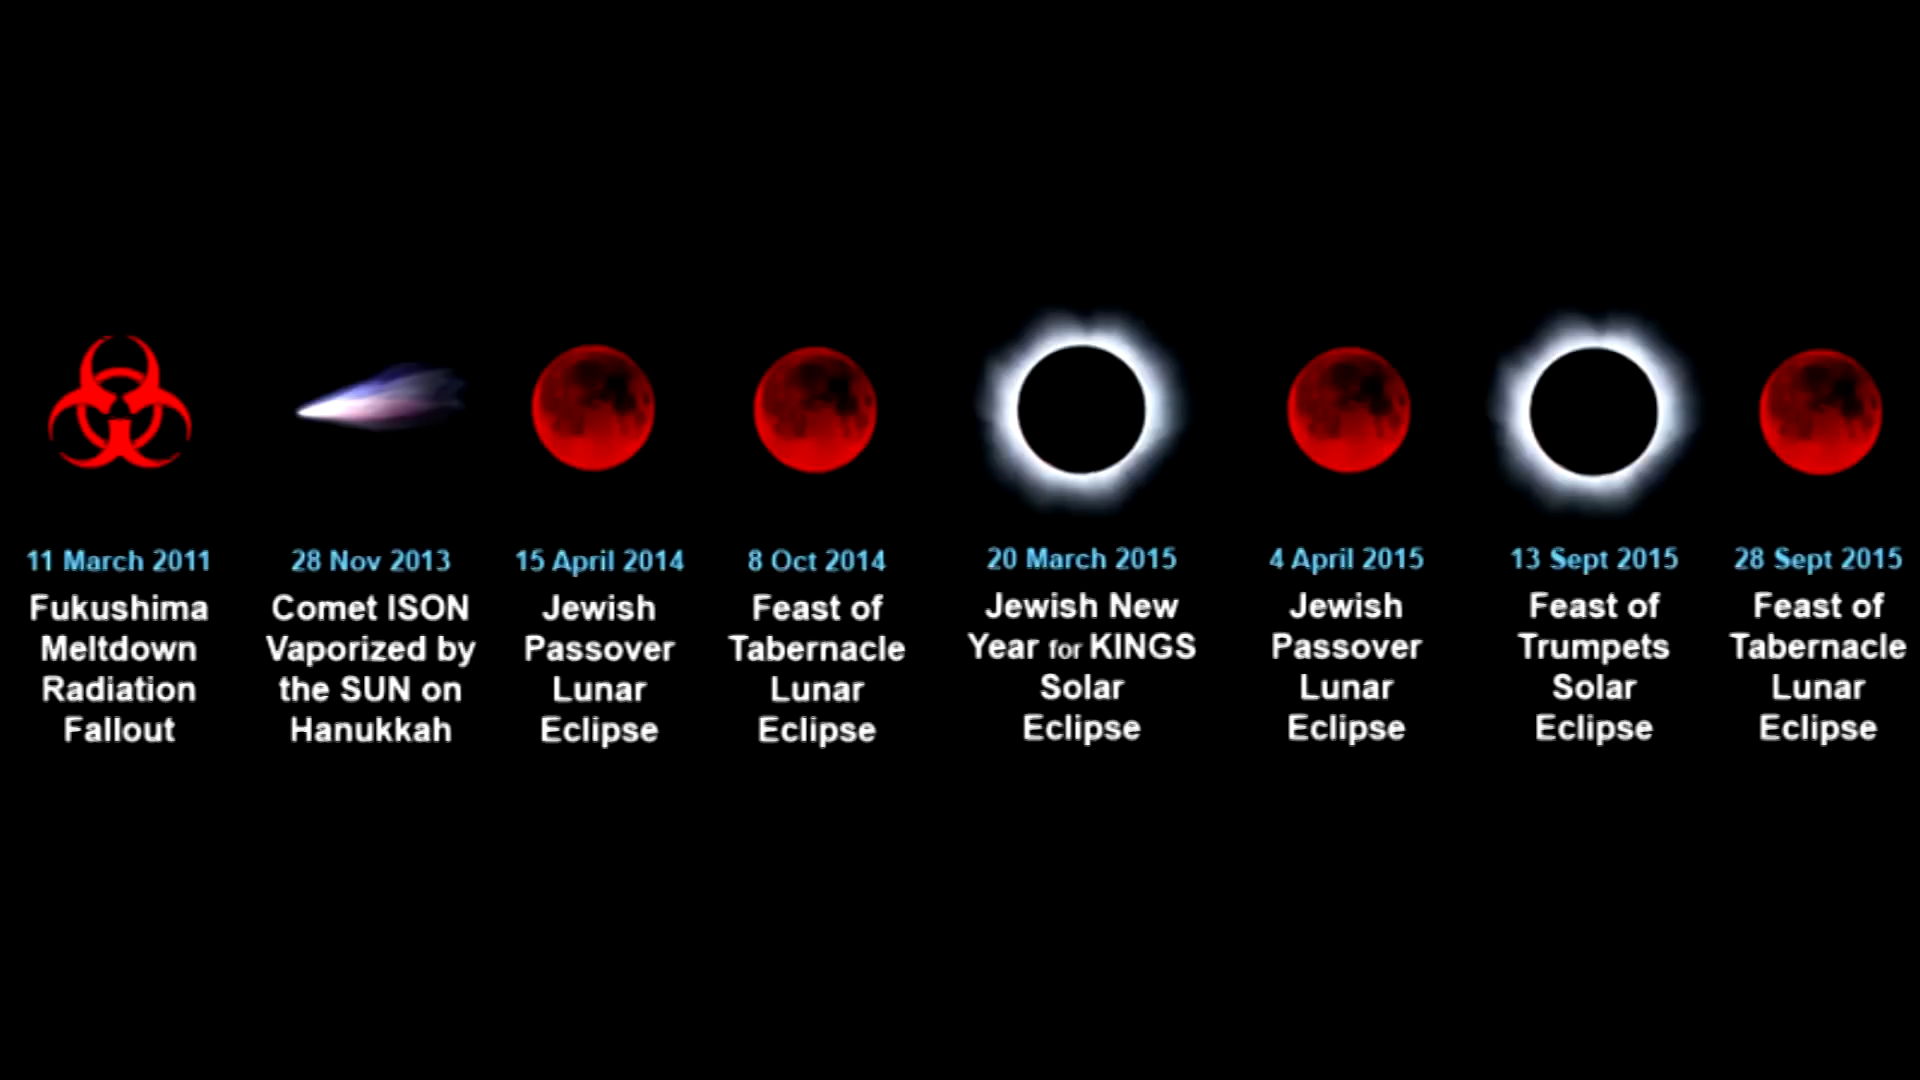 11 March 2011
Fukushima
Meltdown
Radiation
Fallout
28 Nov 2013
Comet ISON
Vaporized by
the SUN on
Hanukkah
15 April 2014
Jewish
Passover
Lunar
Eclipse
8 Oct 2014
Feast of
Tabernacle
Lunar
Eclipse
20 March 2015
Jewish New
Year for KINGS
Solar
Eclipse
4 April 2015
Jewish
Passover
Lunar
Eclipse
13 Sept 2015
Feast of
Trumpets
Solar
Eclipse
28 Sept 2015
Feast of
Tabernacle
Lunar
Eclipse